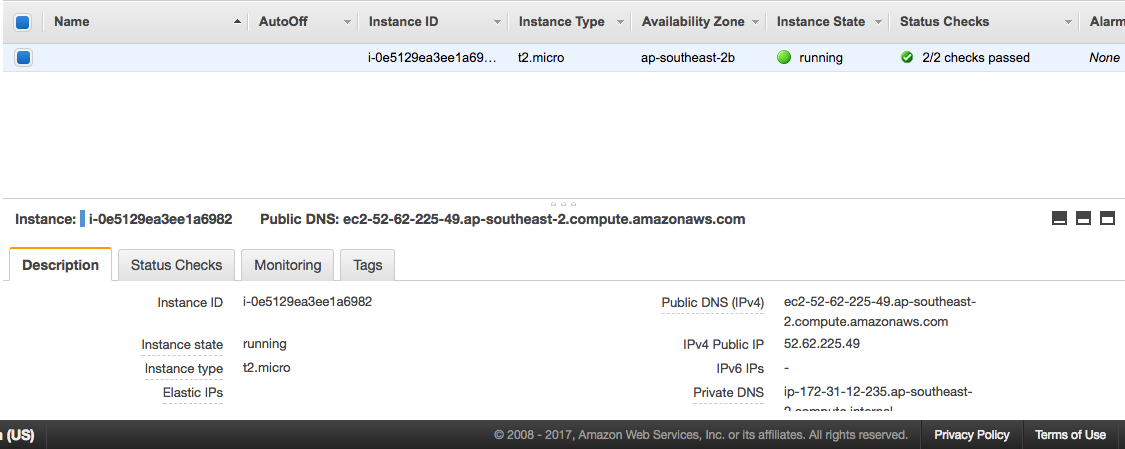 Name AutoOff Instance ID Instance Type Availability Zone Instance State Status Checks Alarm
i-0e5129ea3ee1a69... t2.micro ap-southeast-2b running 2/2 checks passed None
Instance: i-0e5129ea3ee1a6982 Public DNS: ec2-52-62-225-49.ap-southeast-2.compute.amazonaws.com
Description Status Checks Monitoring Tags
Instance ID i-0e5129ea3ee1a6982 Public DNS (IPv4) ec2-52-62-225-49.ap-southeast-
2.compute.amazonaws.com
Instance state running IPv4 Public IP 52.62.225.49
Instance type t2.micro IPv6 IPs -
Elastic IPs Private DNS ip-172-31-12-235.ap-southeast-
2.compute.internal
(US) © 2008 - 2017, Amazon Web Services, Inc. or its affiliates. All rights reserved. Privacy Policy Terms of Use